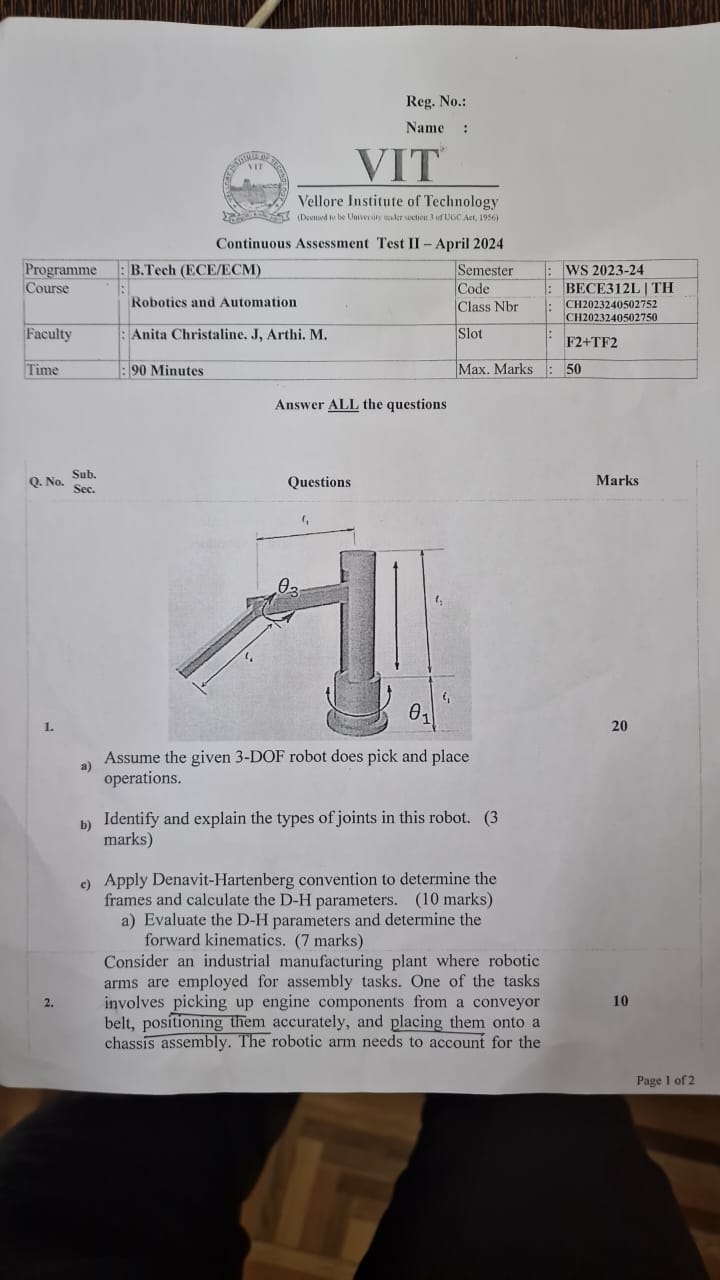 Reg. No.:
Name :
VIT
Vellore Institute of Technology
(Deemed to be University under section 3 of UGC Act, 1956)
Continuous Assessment Test II – April 2024
Programme : B.Tech (ECE/ECM) Semester : WS 2023-24
Course : Robotics and Automation Code : BECE312L | TH
Class Nbr : CH2023240502752
CH2023240502750
Faculty : Anita Christaline. J, Arthi. M. Slot : F2+TF2
Time : 90 Minutes Max. Marks : 50
Answer ALL the questions
Q. No. Sub. Sec. Questions Marks
θ3
θ1
1. 20
a) Assume the given 3-DOF robot does pick and place
operations.
b) Identify and explain the types of joints in this robot. (3
marks)
c) Apply Denavit-Hartenberg convention to determine the
frames and calculate the D-H parameters. (10 marks)
a) Evaluate the D-H parameters and determine the
forward kinematics. (7 marks)
Consider an industrial manufacturing plant where robotic
arms are employed for assembly tasks. One of the tasks
2. involves picking up engine components from a conveyor 10
belt, positioning them accurately, and placing them onto a
chassis assembly. The robotic arm needs to account for the
Page 1 of 2